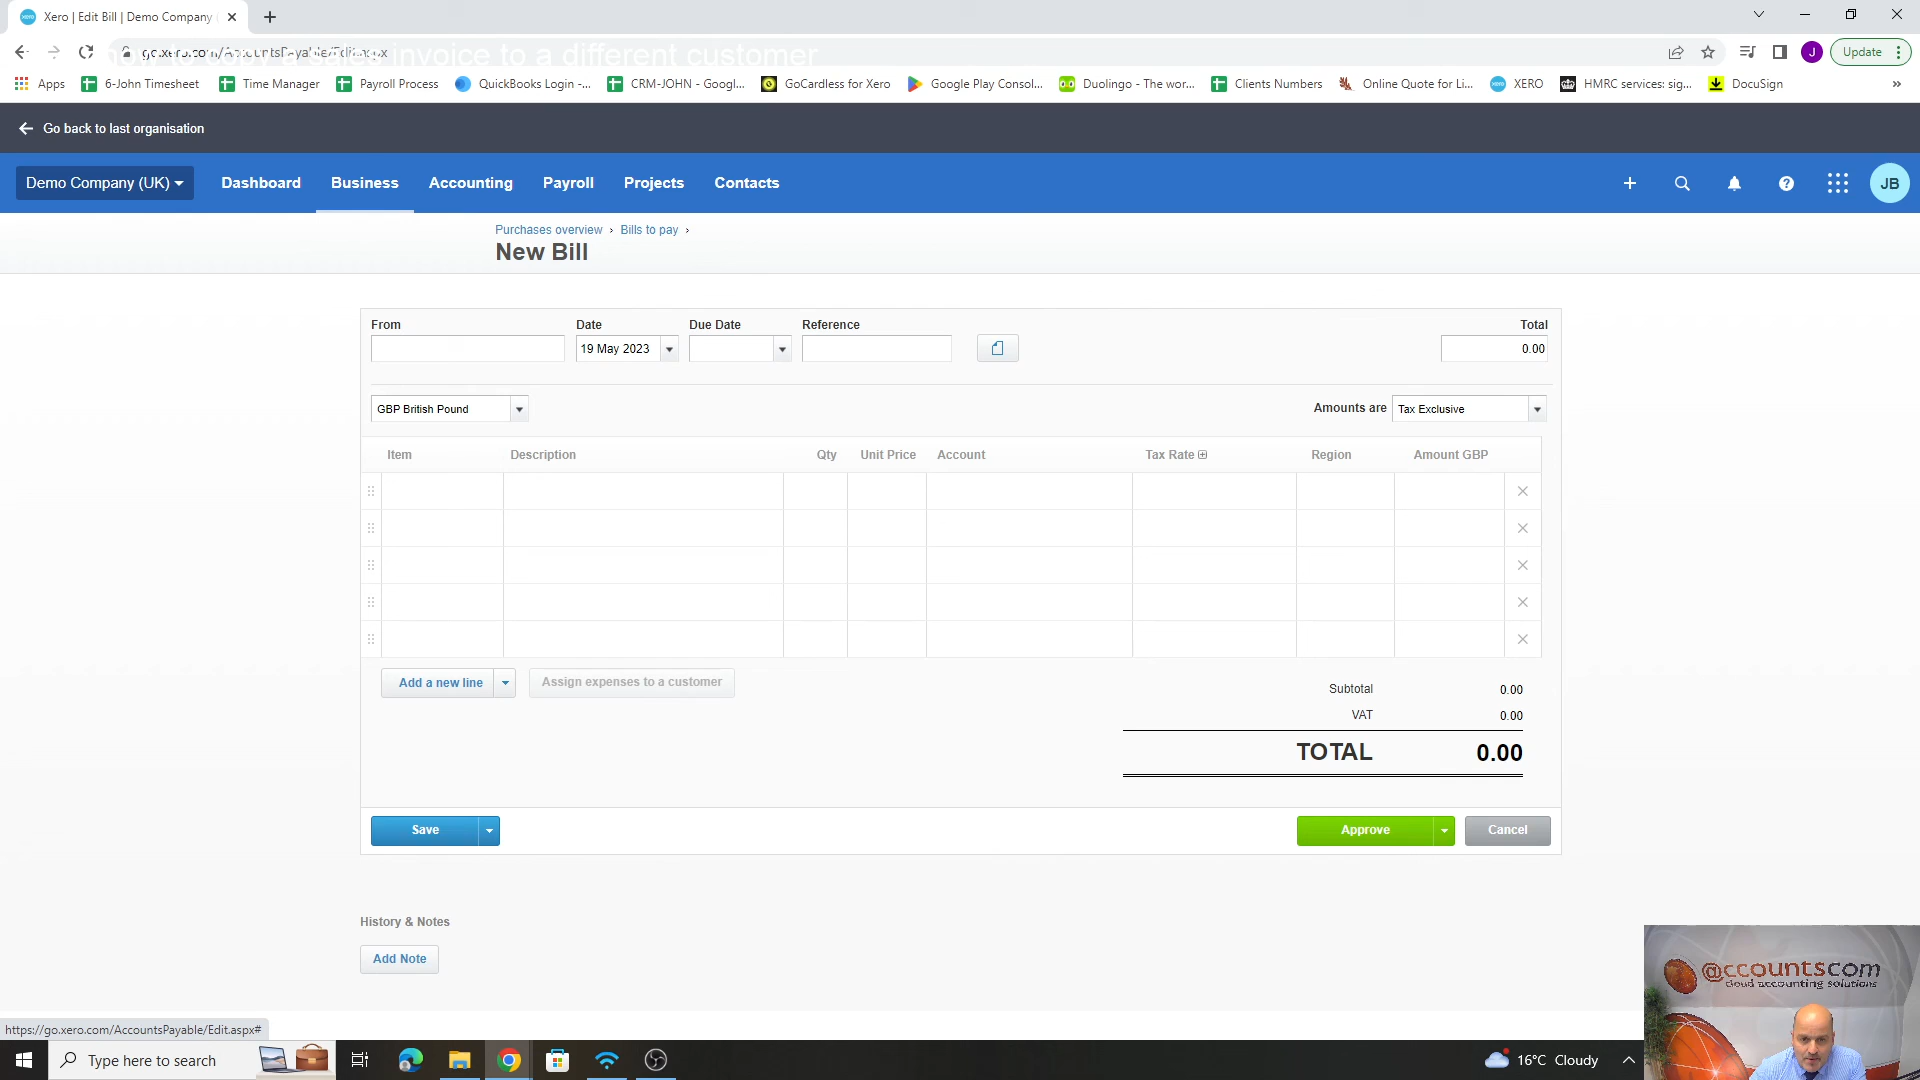 Xero | Edit Bill | Demo Company
how to copy a sales invoice to a different customer
go.xero.com/AccountsPayable/Edit.aspx
J
Update
Apps
6-John Timesheet
Time Manager
Payroll Process
QuickBooks Login -...
CRM-JOHN - Googl...
GoCardless for Xero
Google Play Consol...
Duolingo - The wor...
Clients Numbers
Online Quote for Li...
XERO
HMRC services: sig...
DocuSign
»
Go back to last organisation
Demo Company (UK)
Dashboard
Business
Accounting
Payroll
Projects
Contacts
JB
Purchases overview › Bills to pay ›
New Bill
From
Date
Due Date
Reference
Total
19 May 2023
0.00
GBP British Pound
Amounts are
Tax Exclusive
Item
Description
Qty
Unit Price
Account
Tax Rate
Region
Amount GBP
Add a new line
Assign expenses to a customer
Subtotal
0.00
VAT
0.00
TOTAL
0.00
Save
Approve
Cancel
History & Notes
Add Note
@ccountscom
cloud accounting solutions
https://go.xero.com/AccountsPayable/Edit.aspx#
Type here to search
16°C Cloudy